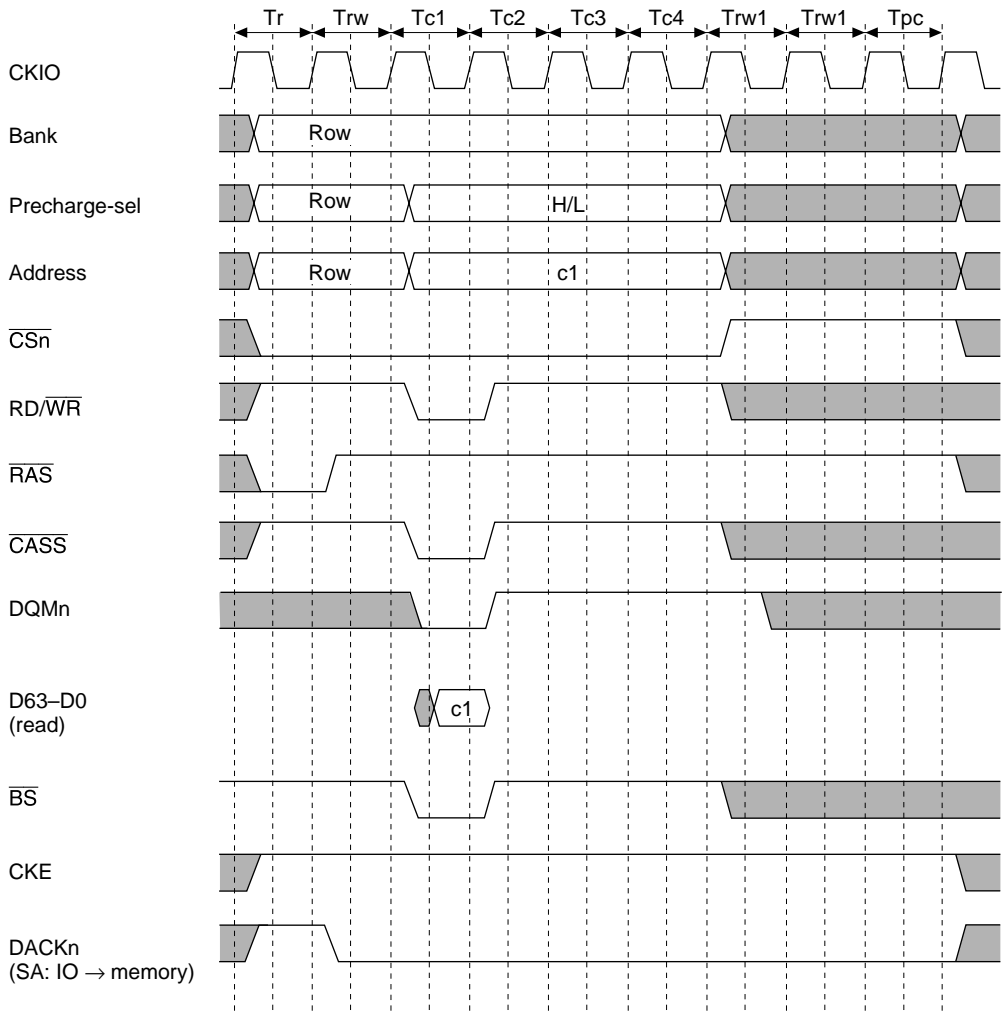 Tr Trw Tc1 Tc2 Tc3 Tc4 Trw1 Trw1 Tpc
CKIO
Bank Row
Precharge-sel Row H/L
Address Row c1
CSn
RD/WR
RAS
CASS
DQMn
D63–D0 c1
(read)
BS
CKE
DACKn
(SA: IO → memory)